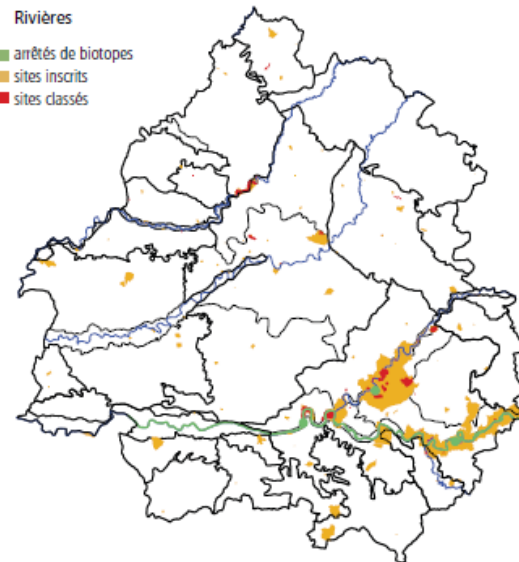 Rivières
arrêtés de biotopes
sites inscrits
sites classés